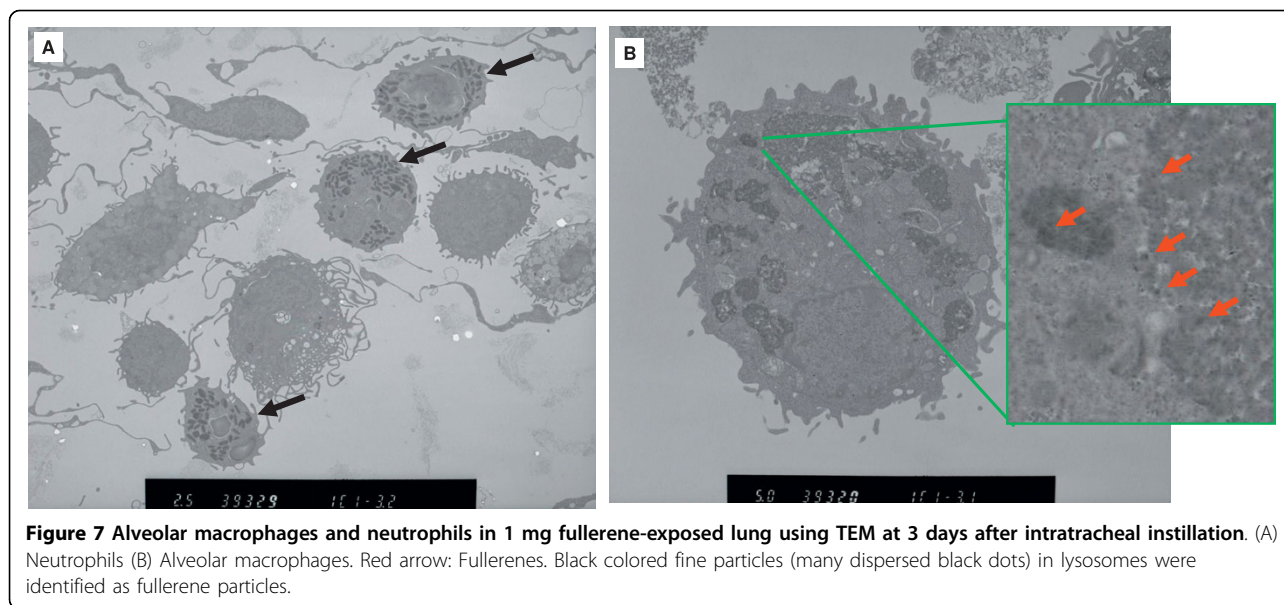 A
B
2.5 39329 1C1-3.2
5.0 39320 1C1-3.1
Figure 7 Alveolar macrophages and neutrophils in 1 mg fullerene-exposed lung using TEM at 3 days after intratracheal instillation. (A)
Neutrophils (B) Alveolar macrophages. Red arrow: Fullerenes. Black colored fine particles (many dispersed black dots) in lysosomes were
identified as fullerene particles.